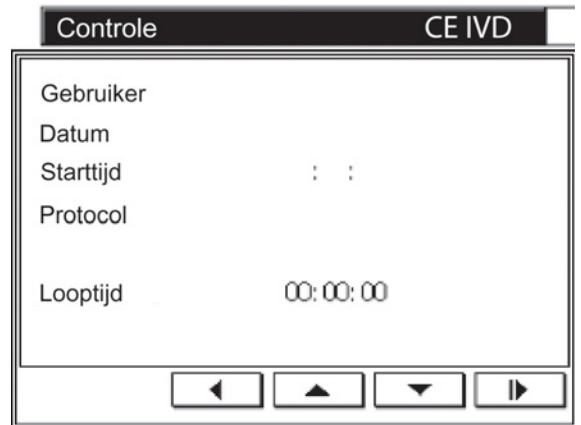 Controle CE IVD
Gebruiker
Datum
Starttijd : :
Protocol
Looptijd 00:00:00